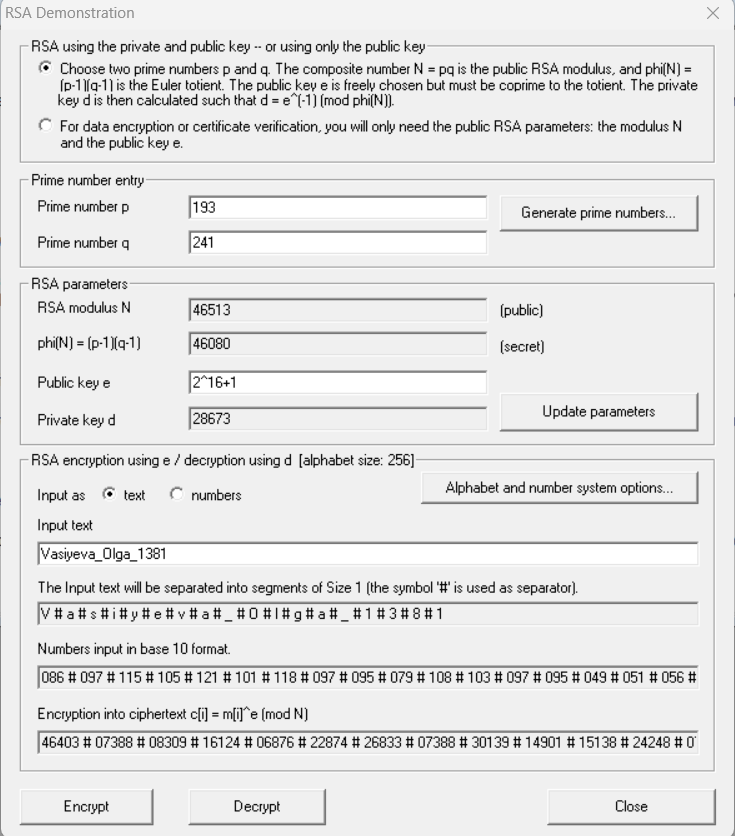 RSA Demonstration
RSA using the private and public key -- or using only the public key
Choose two prime numbers p and q. The composite number N = pq is the public RSA modulus, and phi(N) =
(p-1)(q-1) is the Euler totient. The public key e is freely chosen but must be coprime to the totient. The private
key d is then calculated such that d = e^(-1) (mod phi(N)).
For data encryption or certificate verification, you will only need the public RSA parameters: the modulus N
and the public key e.
Prime number entry
Prime number p 193 Generate prime numbers...
Prime number q 241
RSA parameters
RSA modulus N 46513 (public)
phi(N) = (p-1)(q-1) 46080 (secret)
Public key e 2^16+1
Private key d 28673 Update parameters
RSA encryption using e / decryption using d [alphabet size: 256]
Input as text numbers Alphabet and number system options...
Input text
Vasiyeva_Olga_1381
The Input text will be separated into segments of Size 1 (the symbol '#' is used as separator).
V # a # s # i # y # e # v # a # _ # O # l # g # a # _ # 1 # 3 # 8 # 1
Numbers input in base 10 format.
086 # 097 # 115 # 105 # 121 # 101 # 118 # 097 # 095 # 079 # 108 # 103 # 097 # 095 # 049 # 051 # 056 #
Encryption into ciphertext c[i] = m[i]^e (mod N)
46403 # 07388 # 08309 # 16124 # 06876 # 22874 # 26833 # 07388 # 30139 # 14901 # 15138 # 24248 # 0
Encrypt Decrypt Close